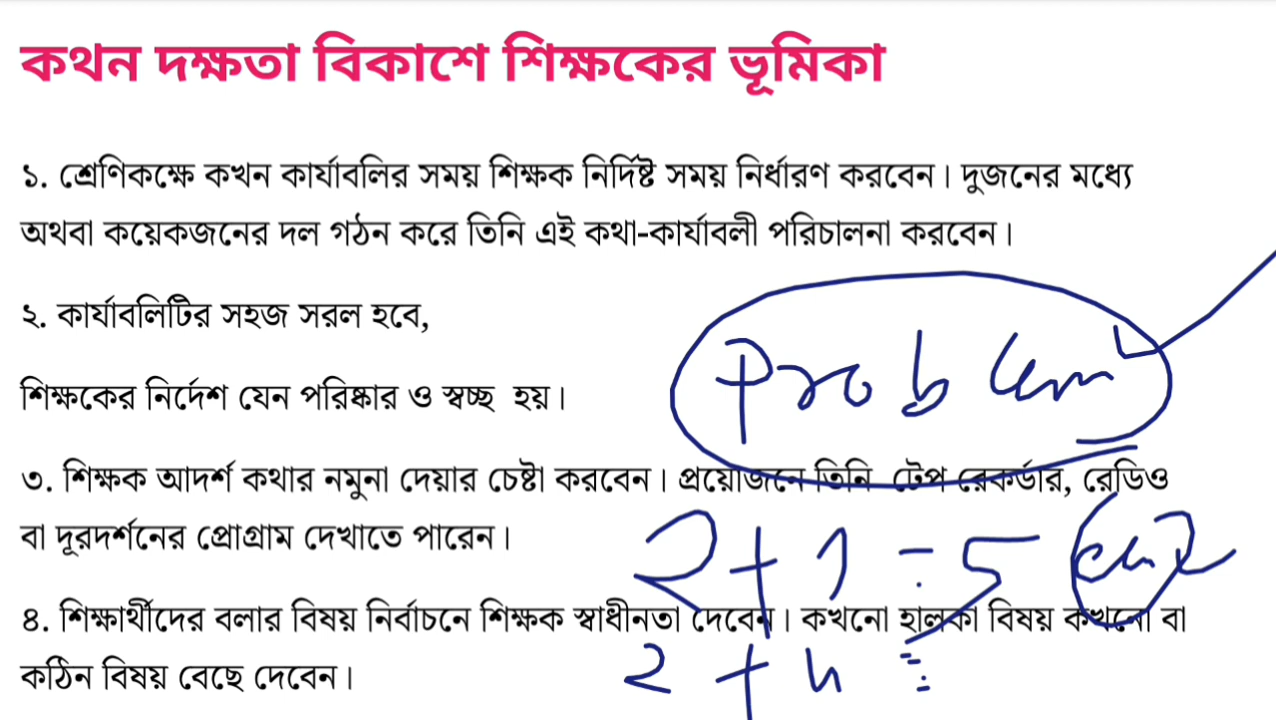 কথন দক্ষতা বিকাশে শিক্ষকের ভূমিকা
১. শ্রেণিকক্ষে কখন কার্যাবলির সময় শিক্ষক নির্দিষ্ট সময় নির্ধারণ করবেন। দুজনের মধ্যে
অথবা কয়েকজনের দল গঠন করে তিনি এই কথা-কার্যাবলী পরিচালনা করবেন।
২. কার্যাবলিটির সহজ সরল হবে,
Problem
শিক্ষকের নির্দেশ যেন পরিষ্কার ও স্বচ্ছ হয়।
৩. শিক্ষক আদর্শ কথার নমুনা দেয়ার চেষ্টা করবেন। প্রয়োজনে তিনি টেপ রেকর্ডার, রেডিও
বা দূরদর্শনের প্রোগ্রাম দেখাতে পারেন।
2 + 1 = 5
৪. শিক্ষার্থীদের বলার বিষয় নির্বাচনে শিক্ষক স্বাধীনতা দেবেন। কখনো হালকা বিষয় কখনো বা
কঠিন বিষয় বেছে দেবেন।
2 +